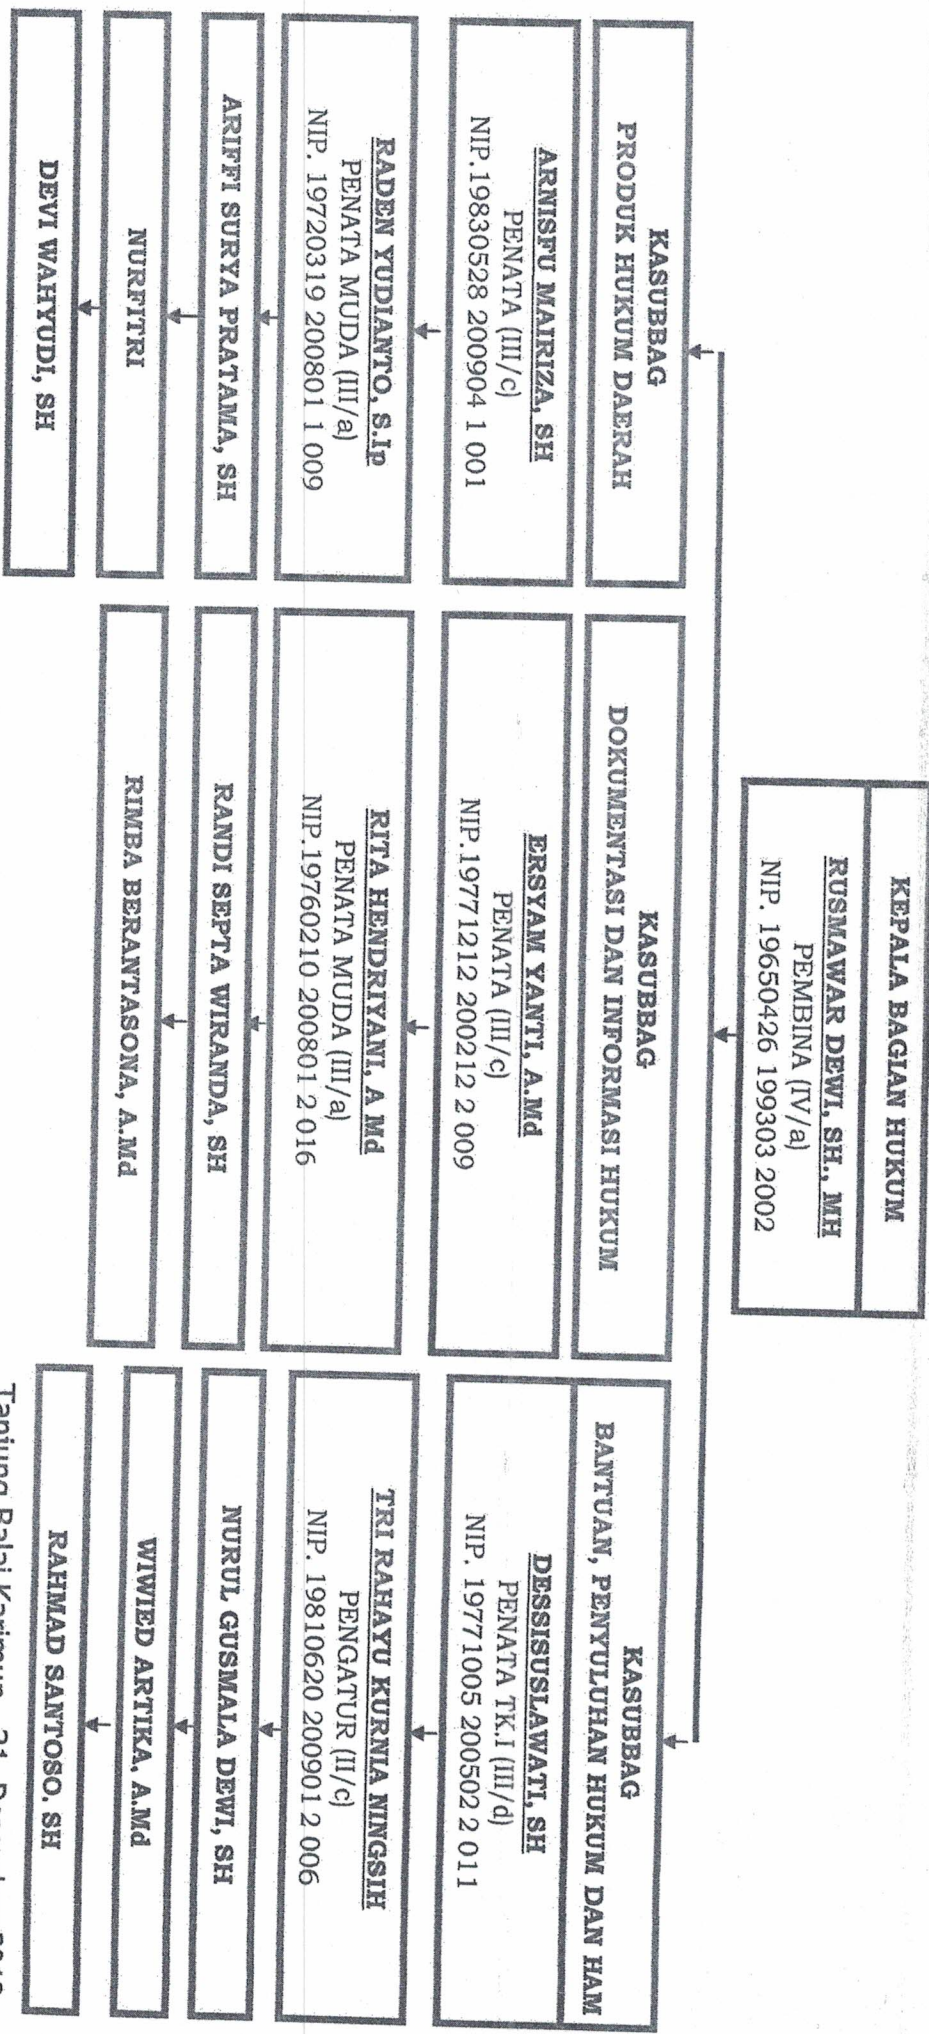 KEPALA BAGIAN HUKUM
RUSMAWAR DEWI, SH., MH
PEMBINA (IV/a)
NIP. 19650426 199303 2002
KASUBBAG
PRODUK HUKUM DAERAH
ARNISFU MAIRIZA, SH
PENATA (III/c)
NIP.19830528 200904 1 001
RADEN YUDIANTO, S.Ip
PENATA MUDA (III/a)
NIP. 19720319 200801 1 009
ARIFFI SURYA PRATAMA, SH
NURFITRI
DEVI WAHYUDI, SH
KASUBBAG
DOKUMENTASI DAN INFORMASI HUKUM
ERSYAM YANTI, A.Md
PENATA (III/c)
NIP.19771212 200212 2 009
RITA HENDRIYANI, A Md
PENATA MUDA (III/a)
NIP.19760210 200801 2 016
RANDI SEPTA WIRANDA, SH
RIMBA BERANTASONA, A.Md
KASUBBAG
BANTUAN, PENYULUHAN HUKUM DAN HAM
DESSISUSLAWATI, SH
PENATA TK.I (III/d)
NIP. 19771005 200502 2 011
TRI RAHAYU KURNIA NINGSIH
PENGATUR (II/c)
NIP. 19810620 200901 2 006
NURUL GUSMALA DEWI, SH
WIWIED ARTIKA, A.Md
RAHMAD SANTOSO. SH
Tanjung Balai Karimun, 31